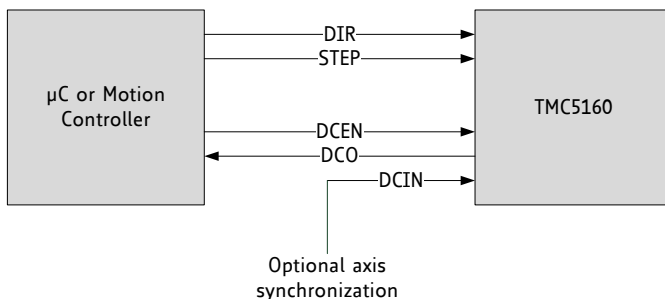 µC or Motion
Controller
DIR
STEP
DCEN
DCO
DCIN
TMC5160
Optional axis
synchronization